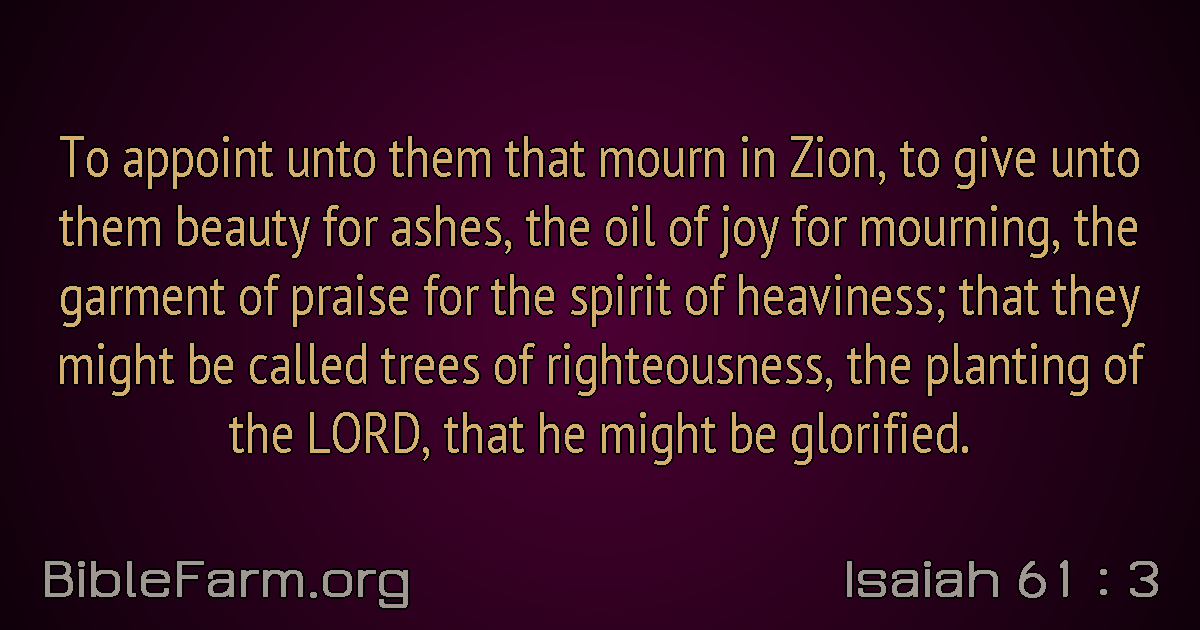 To appoint unto them that mourn in Zion, to give unto
them beauty for ashes, the oil of joy for mourning, the
garment of praise for the spirit of heaviness; that they
might be called trees of righteousness, the planting of
the LORD, that he might be glorified.
BibleFarm.org
Isaiah 61 : 3